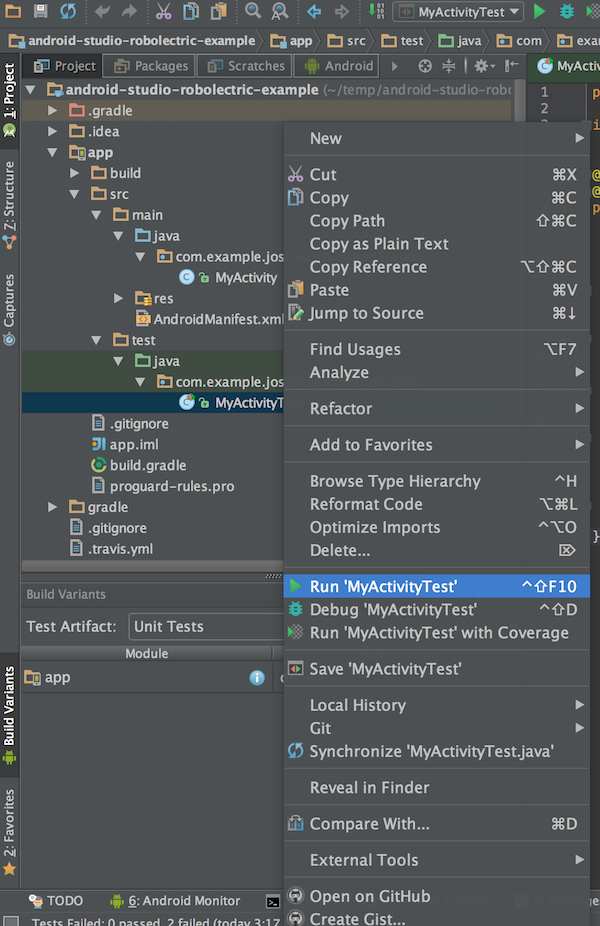 MyActivityTest
android-studio-robolectric-example app src test java com
Project Packages Scratches Android
1: Project
Z: Structure
Captures
Build Variants
2: Favorites
android-studio-robolectric-example (~/temp/android-studio-rob
.gradle
.idea
app
build
src
main
java
com.example.jos
MyActivity
res
AndroidManifest.xml
test
java
com.example.jos
MyActivityT
.gitignore
app.iml
build.gradle
proguard-rules.pro
gradle
.gitignore
.travis.yml
Build Variants
Test Artifact: Unit Tests
Module
app
1
2
New
Cut ⌘X
Copy ⌘C
Copy Path ⇧⌘C
Copy as Plain Text
Copy Reference ⌥⇧⌘C
Paste ⌘V
Jump to Source ⌘↓
Find Usages ⌥F7
Analyze
Refactor
Add to Favorites
Browse Type Hierarchy ^H
Reformat Code ⌥⌘L
Optimize Imports ^⌥O
Delete... ⌦
Run 'MyActivityTest' ^⇧F10
Debug 'MyActivityTest' ^⇧D
Run 'MyActivityTest' with Coverage
Save 'MyActivityTest'
Local History
Git
Synchronize 'MyActivityTest.java'
Reveal in Finder
Compare With... ⌘D
External Tools
Open on GitHub
Create Gist...
TODO 6: Android Monitor
Tests Failed: 0 passed, 2 failed (today 3:17